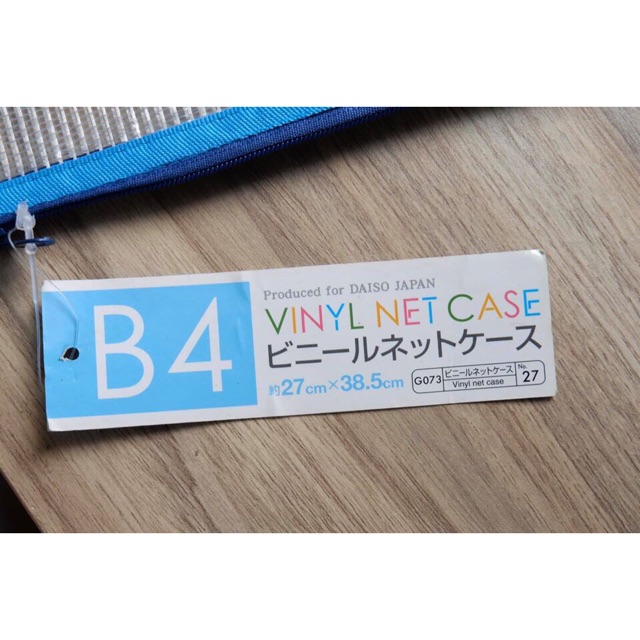 B4
Produced for DAISO JAPAN
VINYL NET CASE
ビニールネットケース
約27cm×38.5cm
G073 ビニールネットケース Vinyl net case No. 27